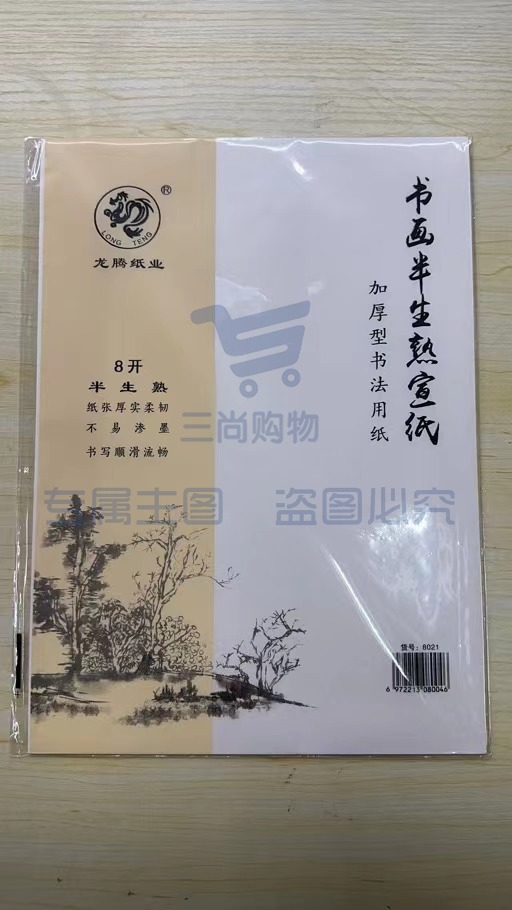 书画半生熟宣纸
加厚型书法用纸
®
LONG TENG
龙腾纸业
8开
半生熟
纸张厚实柔韧
不易渗墨
书写顺滑流畅
三尚购物
专属主图 盗图必究
货号：8021
6 972213 080046